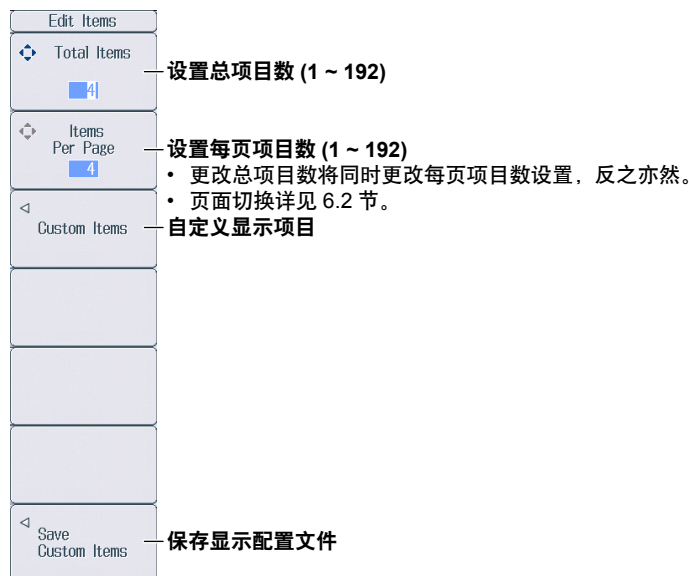 Edit Items
Total Items
4
设置总项目数 (1 ~ 192)
Items
Per Page
4
设置每页项目数 (1 ~ 192)
• 更改总项目数将同时更改每页项目数设置，反之亦然。
• 页面切换详见 6.2 节。
Custom Items
自定义显示项目
Save
Custom Items
保存显示配置文件